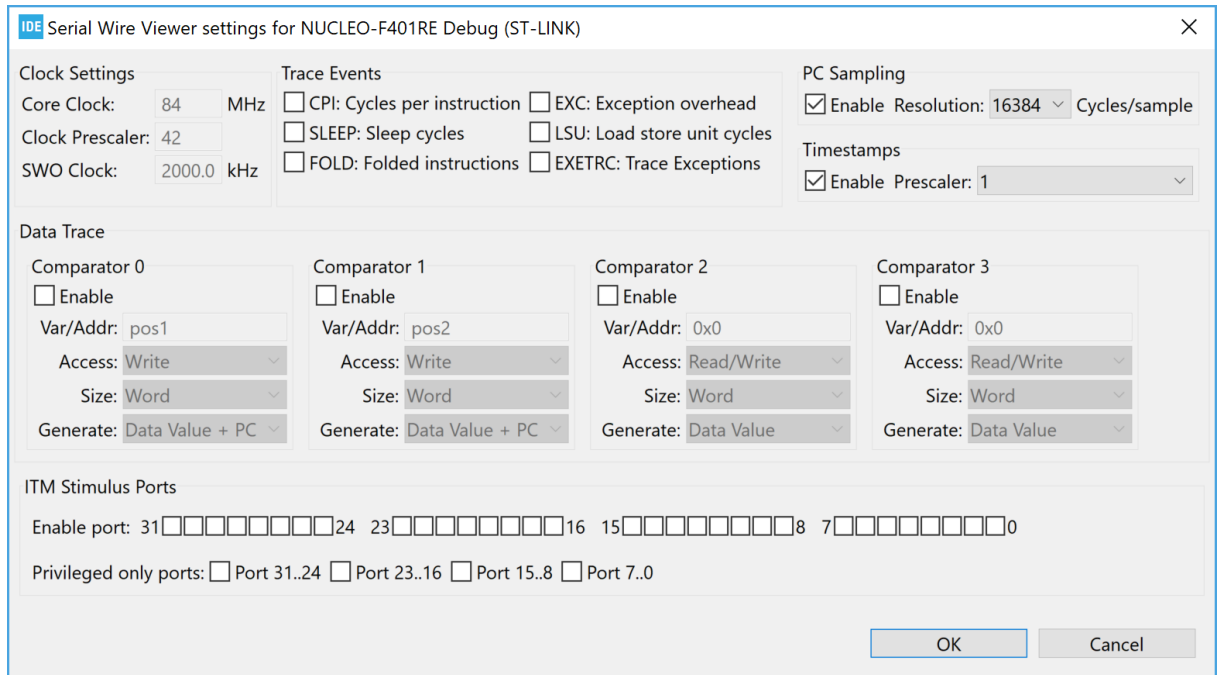 IDE Serial Wire Viewer settings for NUCLEO-F401RE Debug (ST-LINK)
Clock Settings
Core Clock: 84 MHz
Clock Prescaler: 42
SWO Clock: 2000.0 kHz
Trace Events
CPI: Cycles per instruction EXC: Exception overhead
SLEEP: Sleep cycles LSU: Load store unit cycles
FOLD: Folded instructions EXETRC: Trace Exceptions
PC Sampling
Enable Resolution: 16384 Cycles/sample
Timestamps
Enable Prescaler: 1
Data Trace
Comparator 0
Enable
Var/Addr: pos1
Access: Write
Size: Word
Generate: Data Value + PC
Comparator 1
Enable
Var/Addr: pos2
Access: Write
Size: Word
Generate: Data Value + PC
Comparator 2
Enable
Var/Addr: 0x0
Access: Read/Write
Size: Word
Generate: Data Value
Comparator 3
Enable
Var/Addr: 0x0
Access: Read/Write
Size: Word
Generate: Data Value
ITM Stimulus Ports
Enable port: 31 24 23 16 15 8 7 0
Privileged only ports: Port 31..24 Port 23..16 Port 15..8 Port 7..0
OK Cancel